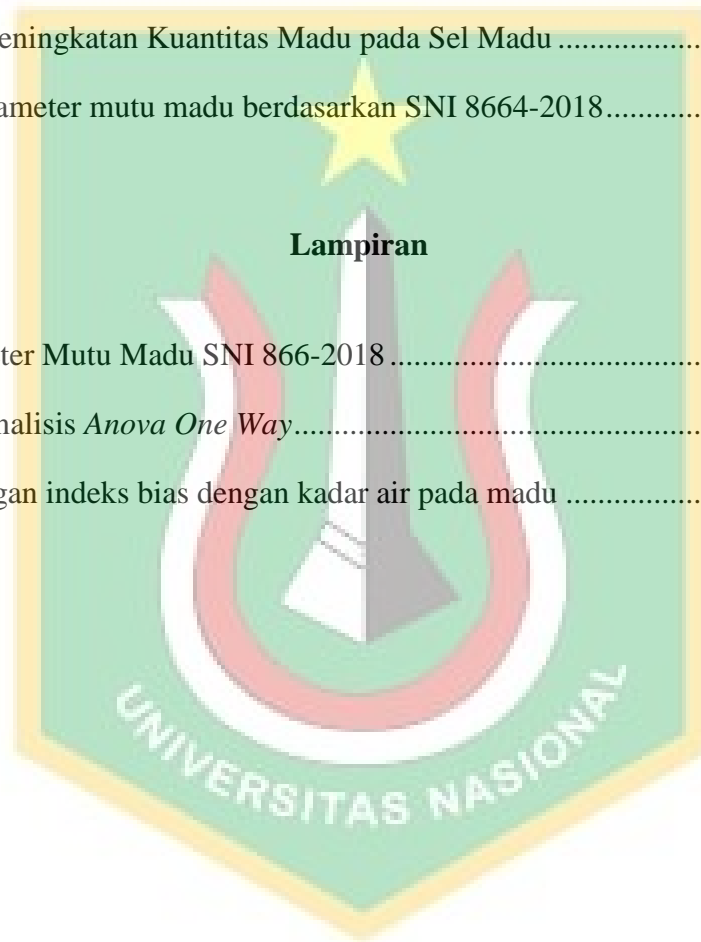 eningkatan Kuantitas Madu pada Sel Madu ....................
ameter mutu madu berdasarkan SNI 8664-2018.............
Lampiran
ter Mutu Madu SNI 866-2018.......................................
nalisis Anova One Way...................................................
gan indeks bias dengan kadar air pada madu .................
UNIVERSITAS NASIONAL